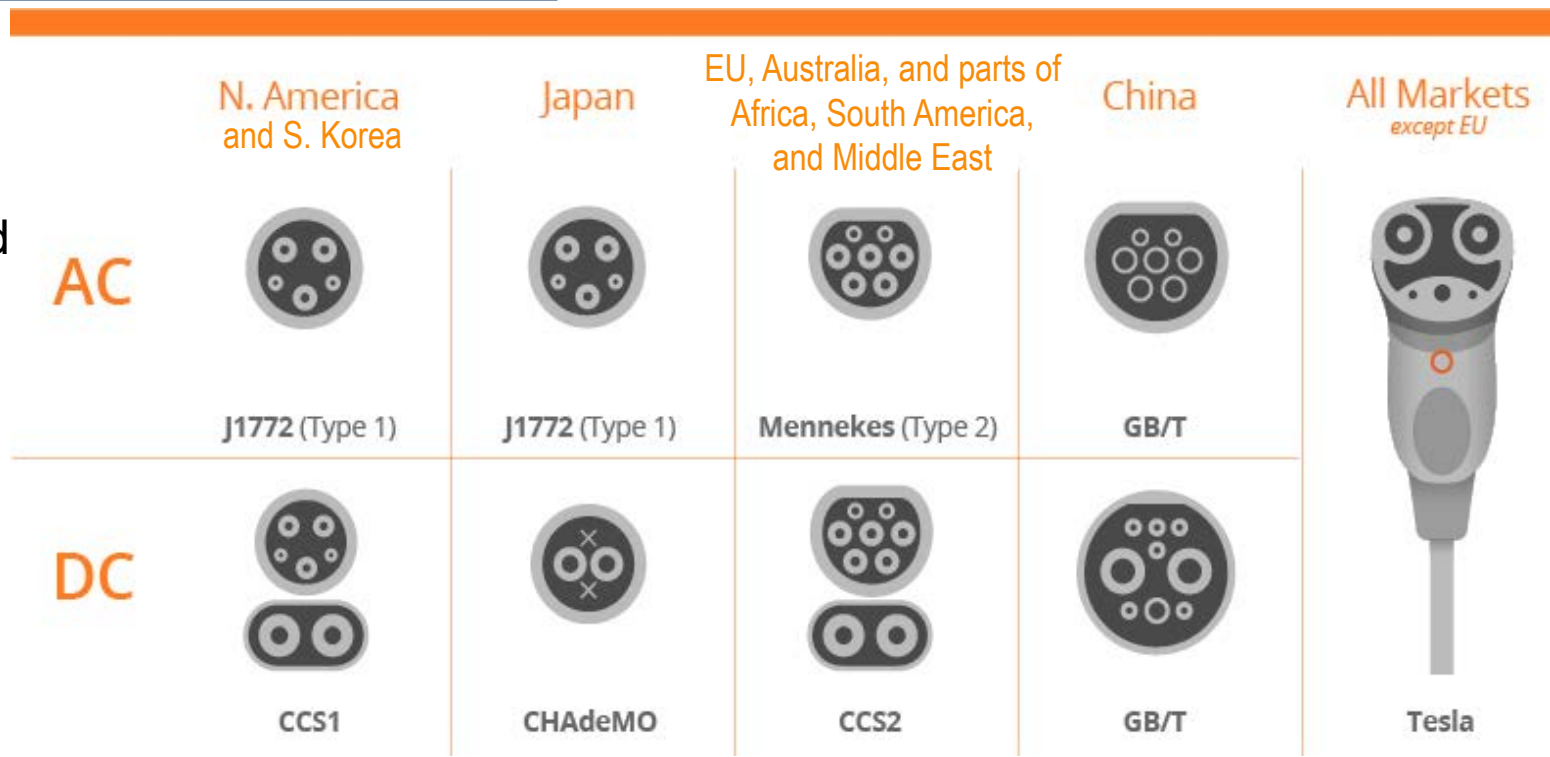 N. America
and S. Korea
Japan
EU, Australia, and parts of
Africa, South America,
and Middle East
China
All Markets
except EU
d
AC
J1772 (Type 1)
J1772 (Type 1)
Mennekes (Type 2)
GB/T
DC
CCS1
CHAdeMO
CCS2
GB/T
Tesla